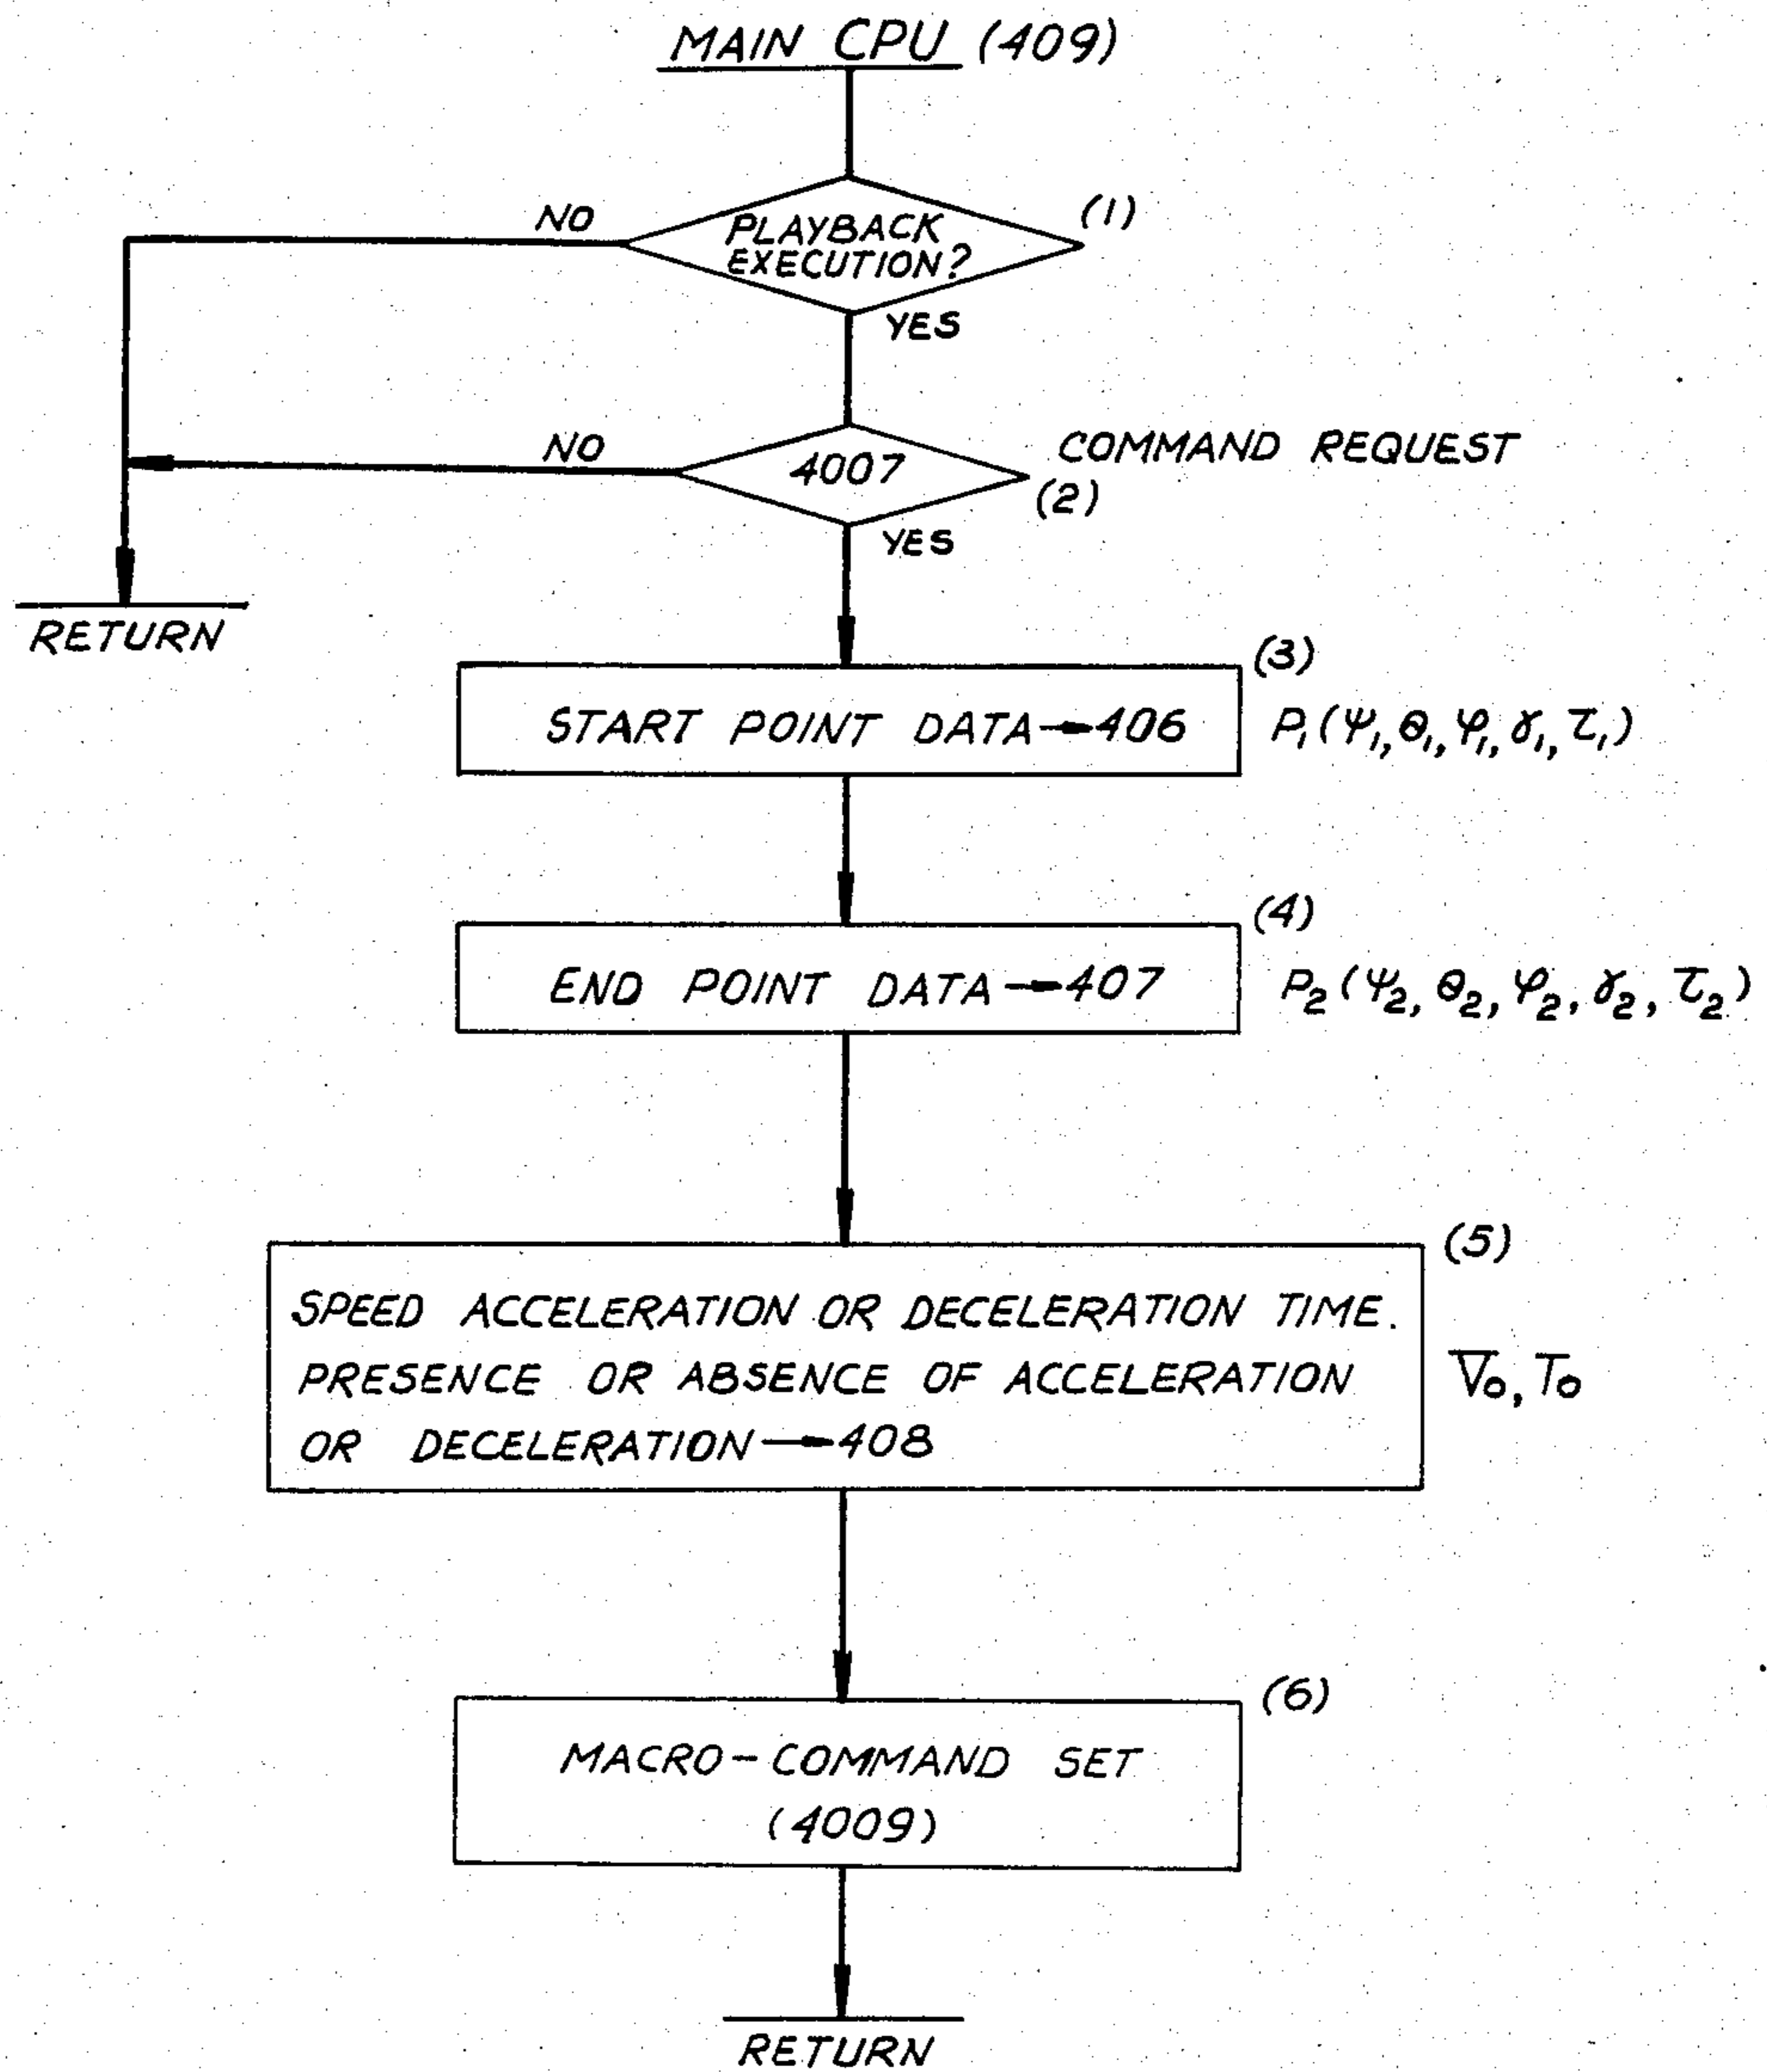 MAIN CPU (409)
(1)
NO
PLAYBACK
EXECUTION?
YES
NO
4007
COMMAND REQUEST
(2)
YES
RETURN
(3)
START POINT DATA→406
P₁(Ψ₁,θ₁,φ₁,γ₁,τ₁)
(4)
END POINT DATA→407
P₂(Ψ₂,θ₂,φ₂,γ₂,τ₂)
(5)
SPEED ACCELERATION OR DECELERATION TIME.
PRESENCE OR ABSENCE OF ACCELERATION
OR DECELERATION→408
V₀,T₀
(6)
MACRO-COMMAND SET
(4009)
RETURN